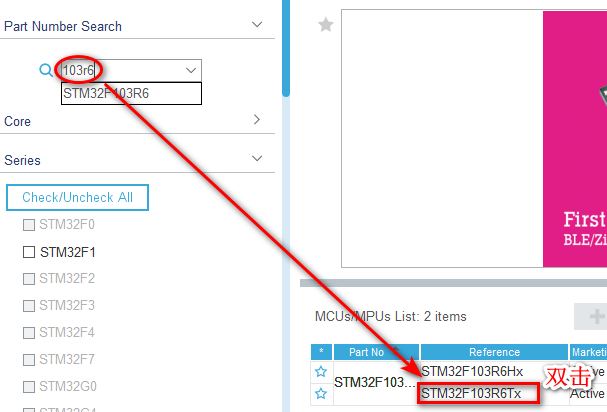 Part Number Search
103r6
STM32F103R6
Core
Series
Check/Uncheck All
STM32F0
STM32F1
STM32F2
STM32F3
STM32F4
STM32F7
STM32G0
STM32G4
First
BLE/Zi
MCUs/MPUs List: 2 items
* Part No Reference Marketi
STM32F103R6Hx
STM32F103...
STM32F103R6Tx Active
双击